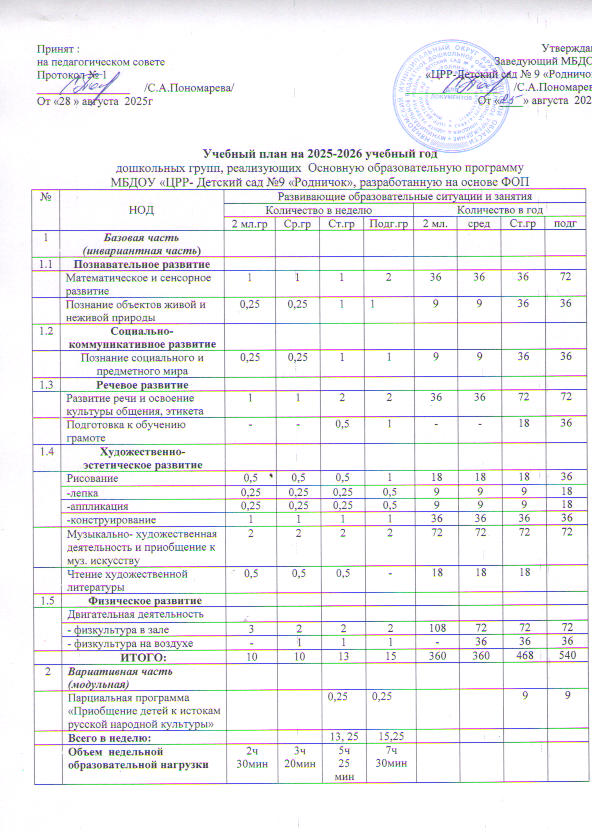 Принят :
на педагогическом совете
Протокол № 1
/С.А.Пономарева/
От «28 » августа 2025г
Утверждаю
Заведующий МБДО
«ЦРР-Детский сад № 9 «Родничок»
/С.А.Пономарев
От « » августа 202
Учебный план на 2025-2026 учебный год
дошкольных групп, реализующих Основную образовательную программу
МБДОУ «ЦРР- Детский сад №9 «Родничок», разработанную на основе ФОП
№ НОД Развивающие образовательные ситуации и занятия
Количество в неделю Количество в год
2 мл.гр Ср.гр Ст.гр Подг.гр 2 мл. сред Ст.гр подг
1 Базовая часть
(инвариантная часть)
1.1 Познавательное развитие
Математическое и сенсорное 1 1 1 2 36 36 36 72
развитие
Познание объектов живой и 0,25 0,25 1 1 9 9 36 36
неживой природы
1.2 Социально-
коммуникативное развитие
Познание социального и 0,25 0,25 1 1 9 9 36 36
предметного мира
1.3 Речевое развитие
Развитие речи и освоение 1 1 2 2 36 36 72 72
культуры общения, этикета
Подготовка к обучению - - 0,5 1 - - 18 36
грамоте
1.4 Художественно-
эстетическое развитие
Рисование 0,5 0,5 0,5 1 18 18 18 36
-лепка 0,25 0,25 0,25 0,5 9 9 9 18
-аппликация 0,25 0,25 0,25 0,5 9 9 9 18
-конструирование 1 1 1 1 36 36 36 36
Музыкально- художественная 2 2 2 2 72 72 72 72
деятельность и приобщение к
муз. искусству
Чтение художественной 0,5 0,5 0,5 - 18 18 18
литературы
1.5 Физическое развитие
Двигательная деятельность
- физкультура в зале 3 2 2 2 108 72 72 72
- физкультура на воздухе - 1 1 1 - 36 36 36
ИТОГО: 10 10 13 15 360 360 468 540
2 Вариативная часть
(модульная)
Парциальная программа 0,25 0,25 9 9
«Приобщение детей к истокам
русской народной культуры»
Всего в неделю: 13, 25 15,25
Объем недельной 2ч 3ч 5ч 7ч
образовательной нагрузки 30мин 20мин 25 30мин
мин